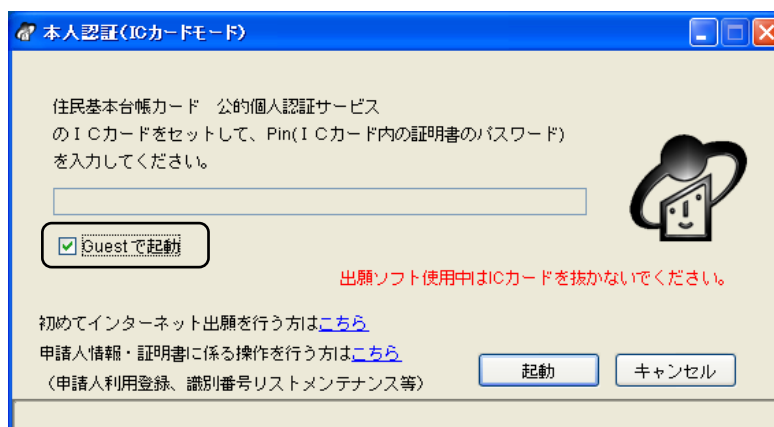 本人認証(ICカードモード)
住民基本台帳カード　公的個人認証サービス
のＩＣカードをセットして、Pin(ＩＣカード内の証明書のパスワード)
を入力してください。
Guestで起動
出願ソフト使用中はICカードを抜かないでください。
初めてインターネット出願を行う方はこちら
申請人情報・証明書に係る操作を行う方はこちら
（申請人利用登録、識別番号リストメンテナンス等）
起動
キャンセル